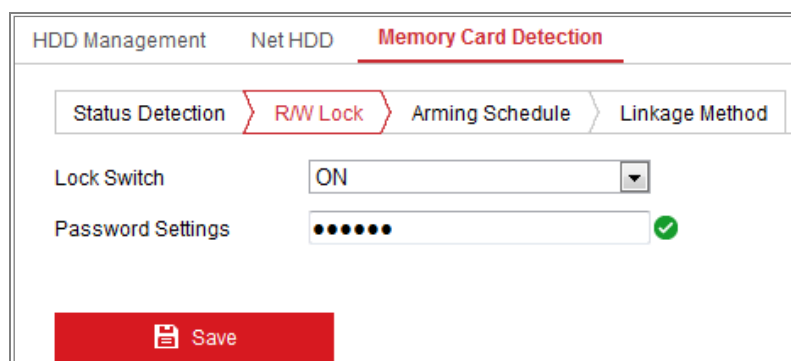 HDD Management Net HDD Memory Card Detection
Status Detection R/W Lock Arming Schedule Linkage Method
Lock Switch ON
Password Settings ••••••
Save